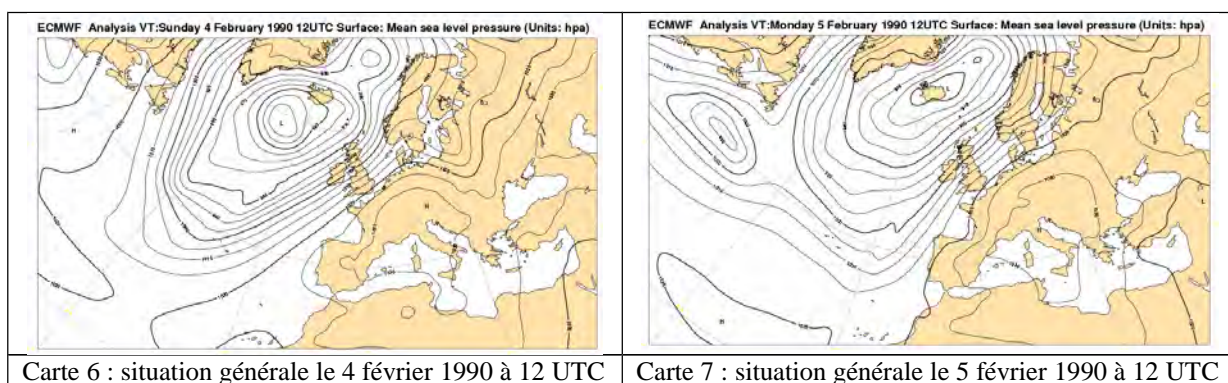 ECMWF Analysis VT:Sunday 4 February 1990 12UTC Surface: Mean sea level pressure (Units: hpa)
ECMWF Analysis VT:Monday 5 February 1990 12UTC Surface: Mean sea level pressure (Units: hpa)
Carte 6 : situation générale le 4 février 1990 à 12 UTC
Carte 7 : situation générale le 5 février 1990 à 12 UTC